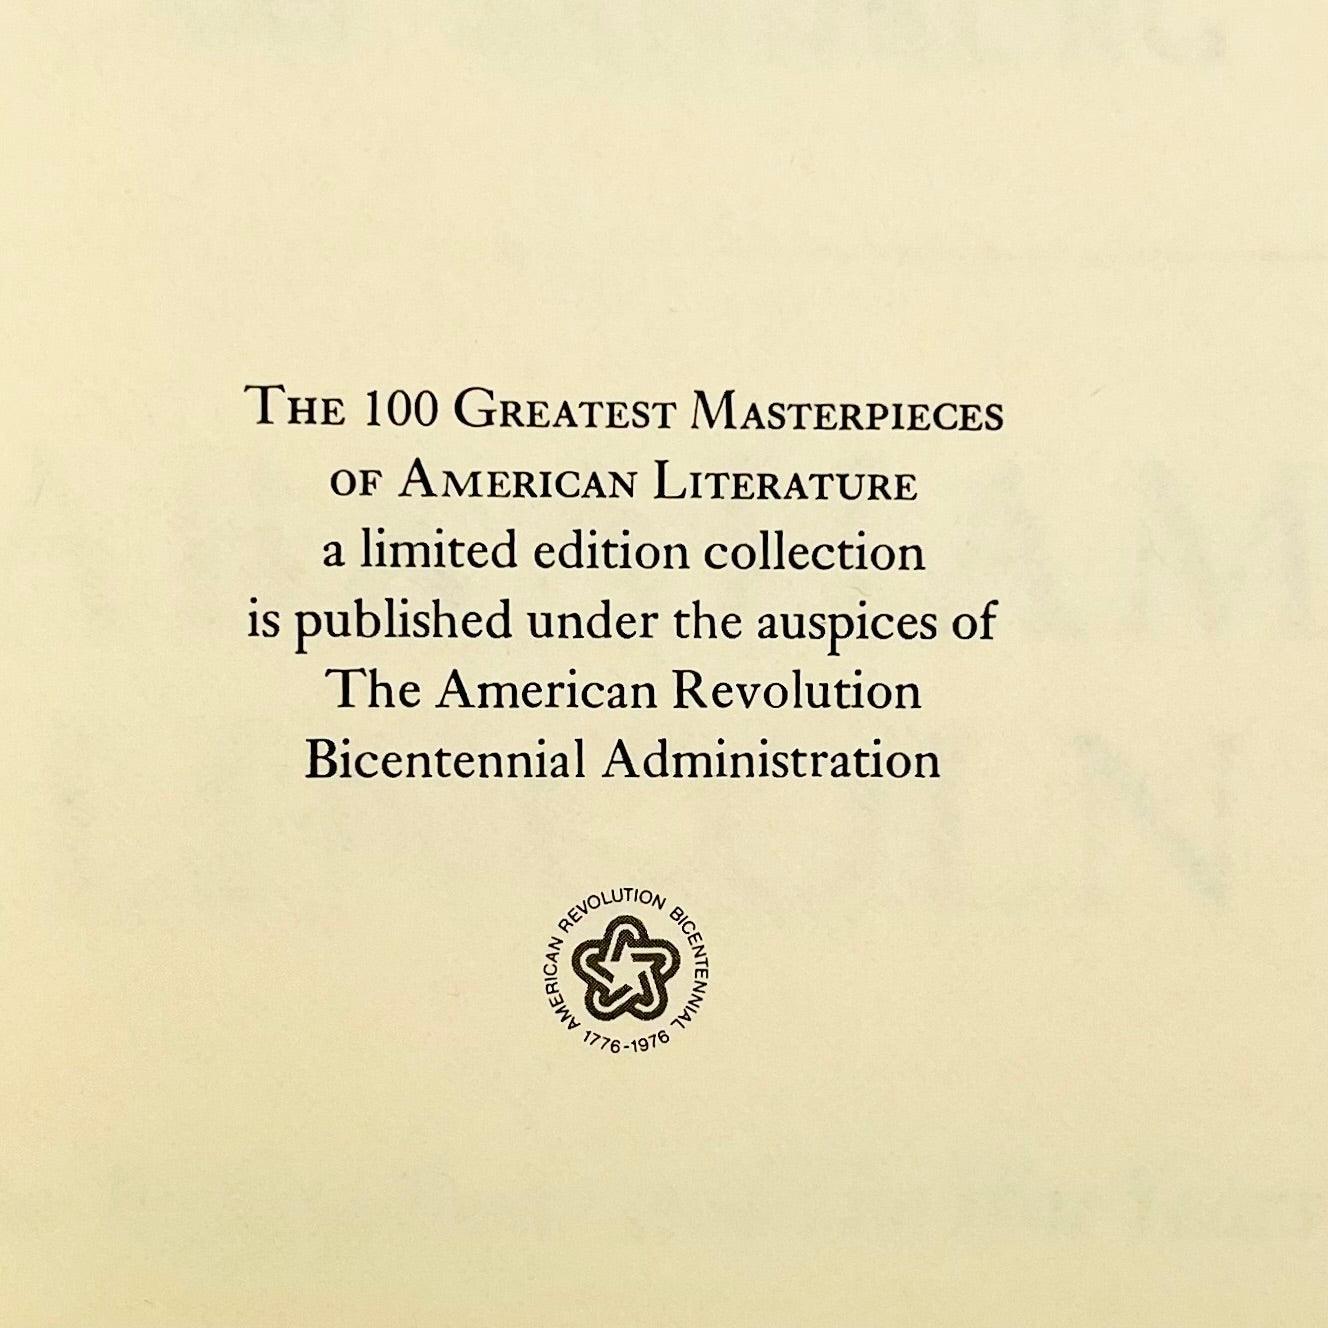 The 100 Greatest Masterpieces
of American Literature
a limited edition collection
is published under the auspices of
The American Revolution
Bicentennial Administration
AMERICAN REVOLUTION BICENTENNIAL
1776-1976